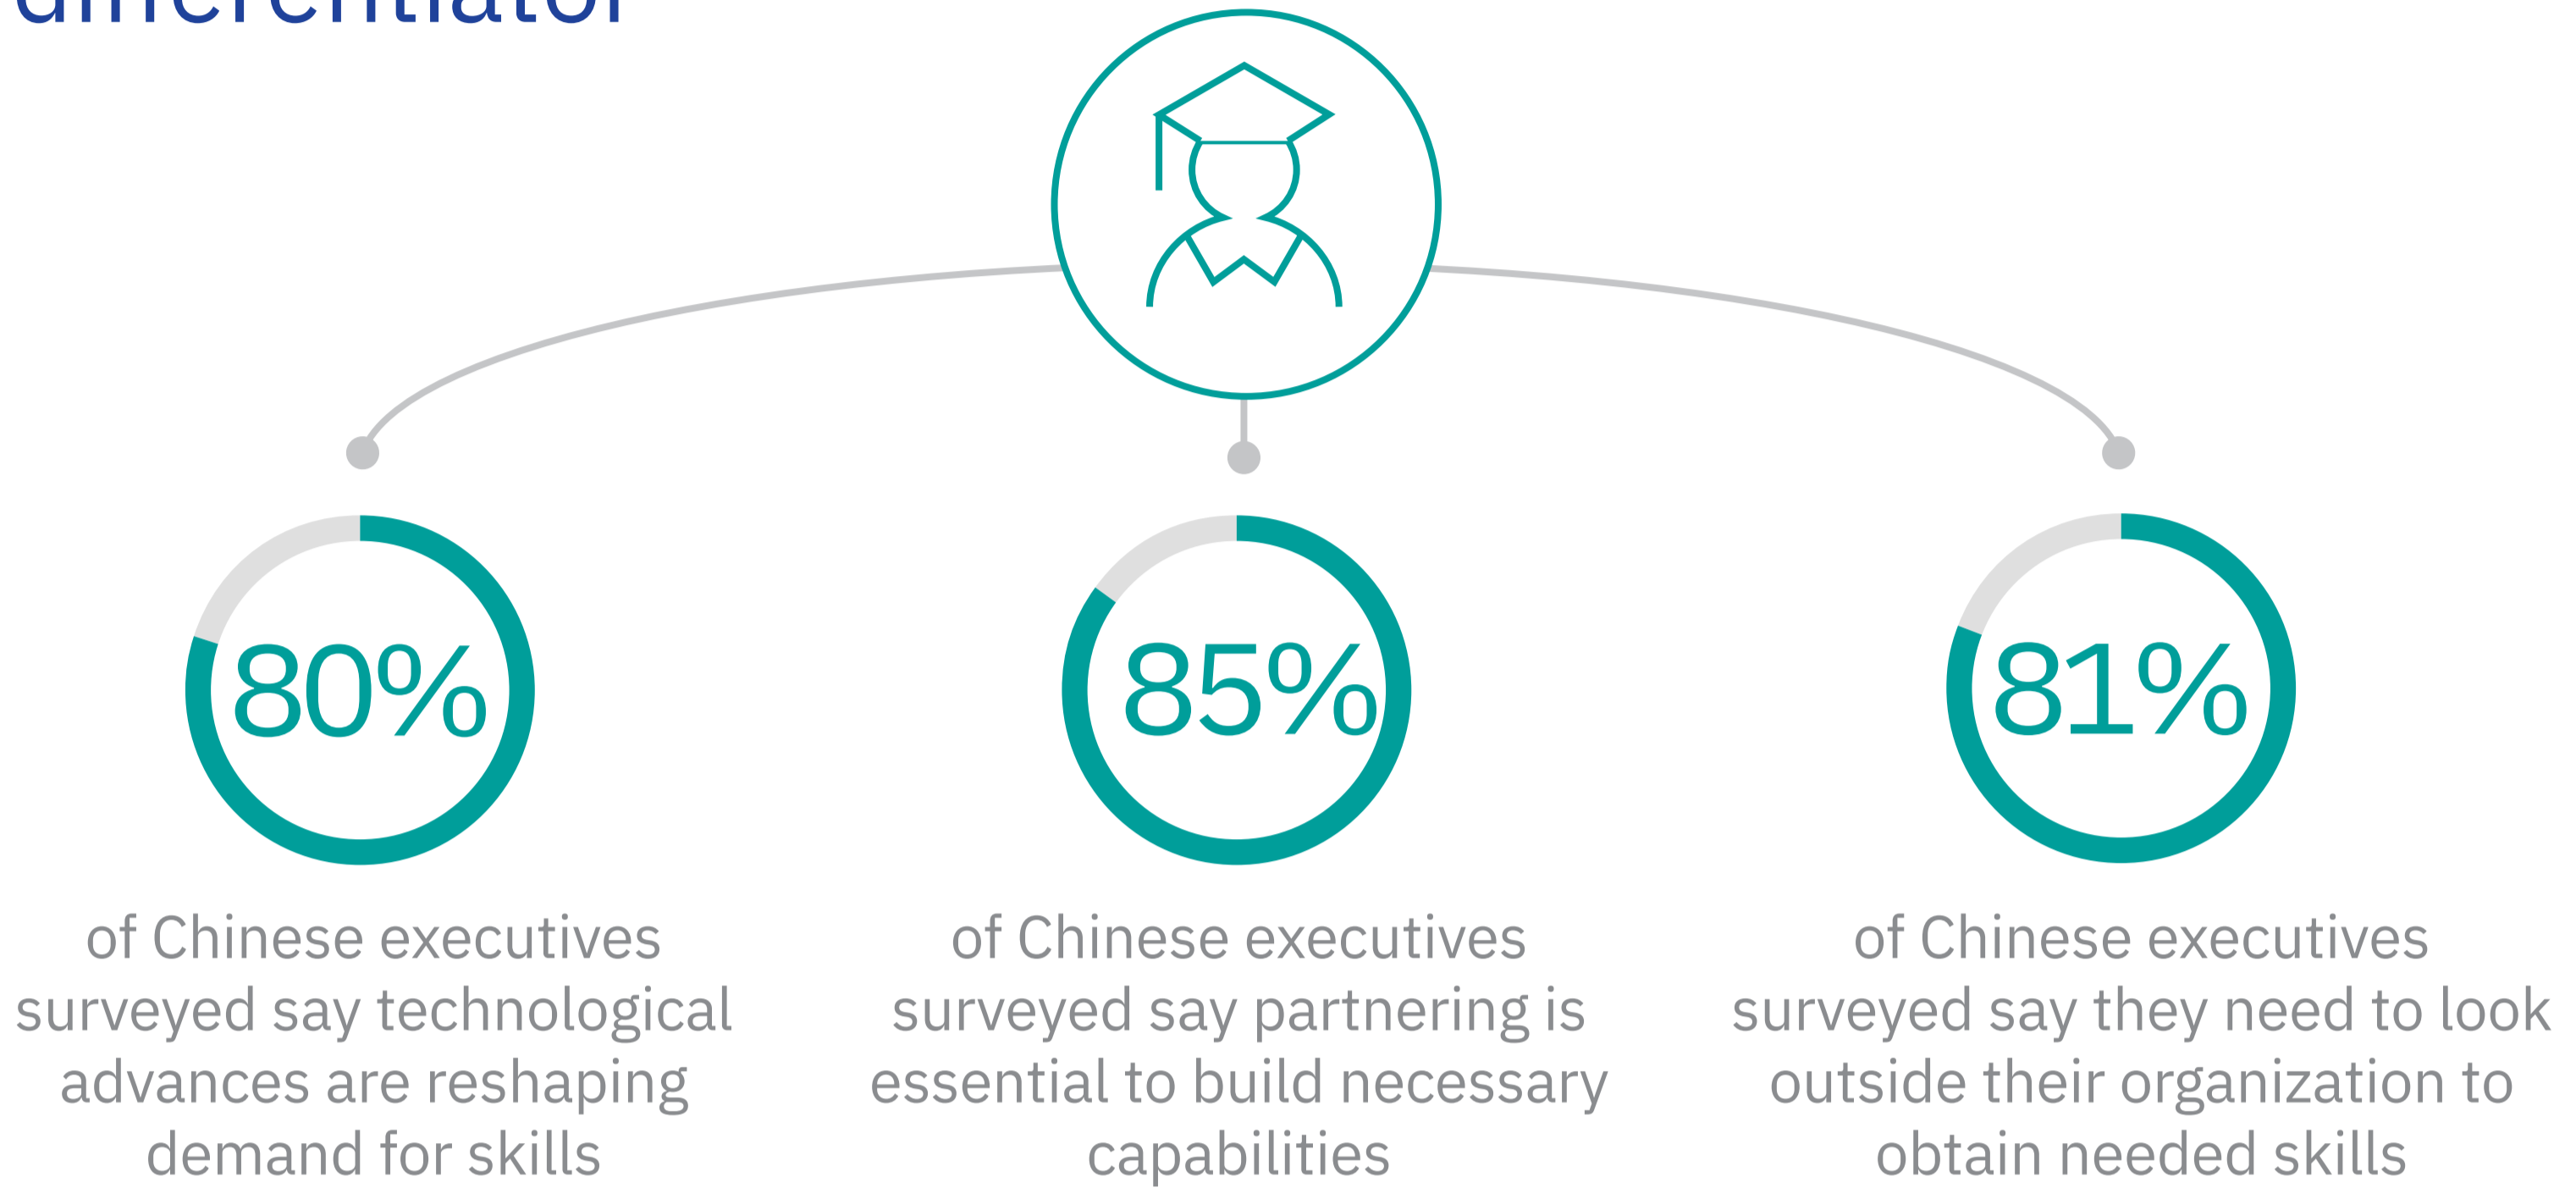 differentiator
80%
of Chinese executives
surveyed say technological
advances are reshaping
demand for skills
85%
of Chinese executives
surveyed say partnering is
essential to build necessary
capabilities
81%
of Chinese executives
surveyed say they need to look
outside their organization to
obtain needed skills